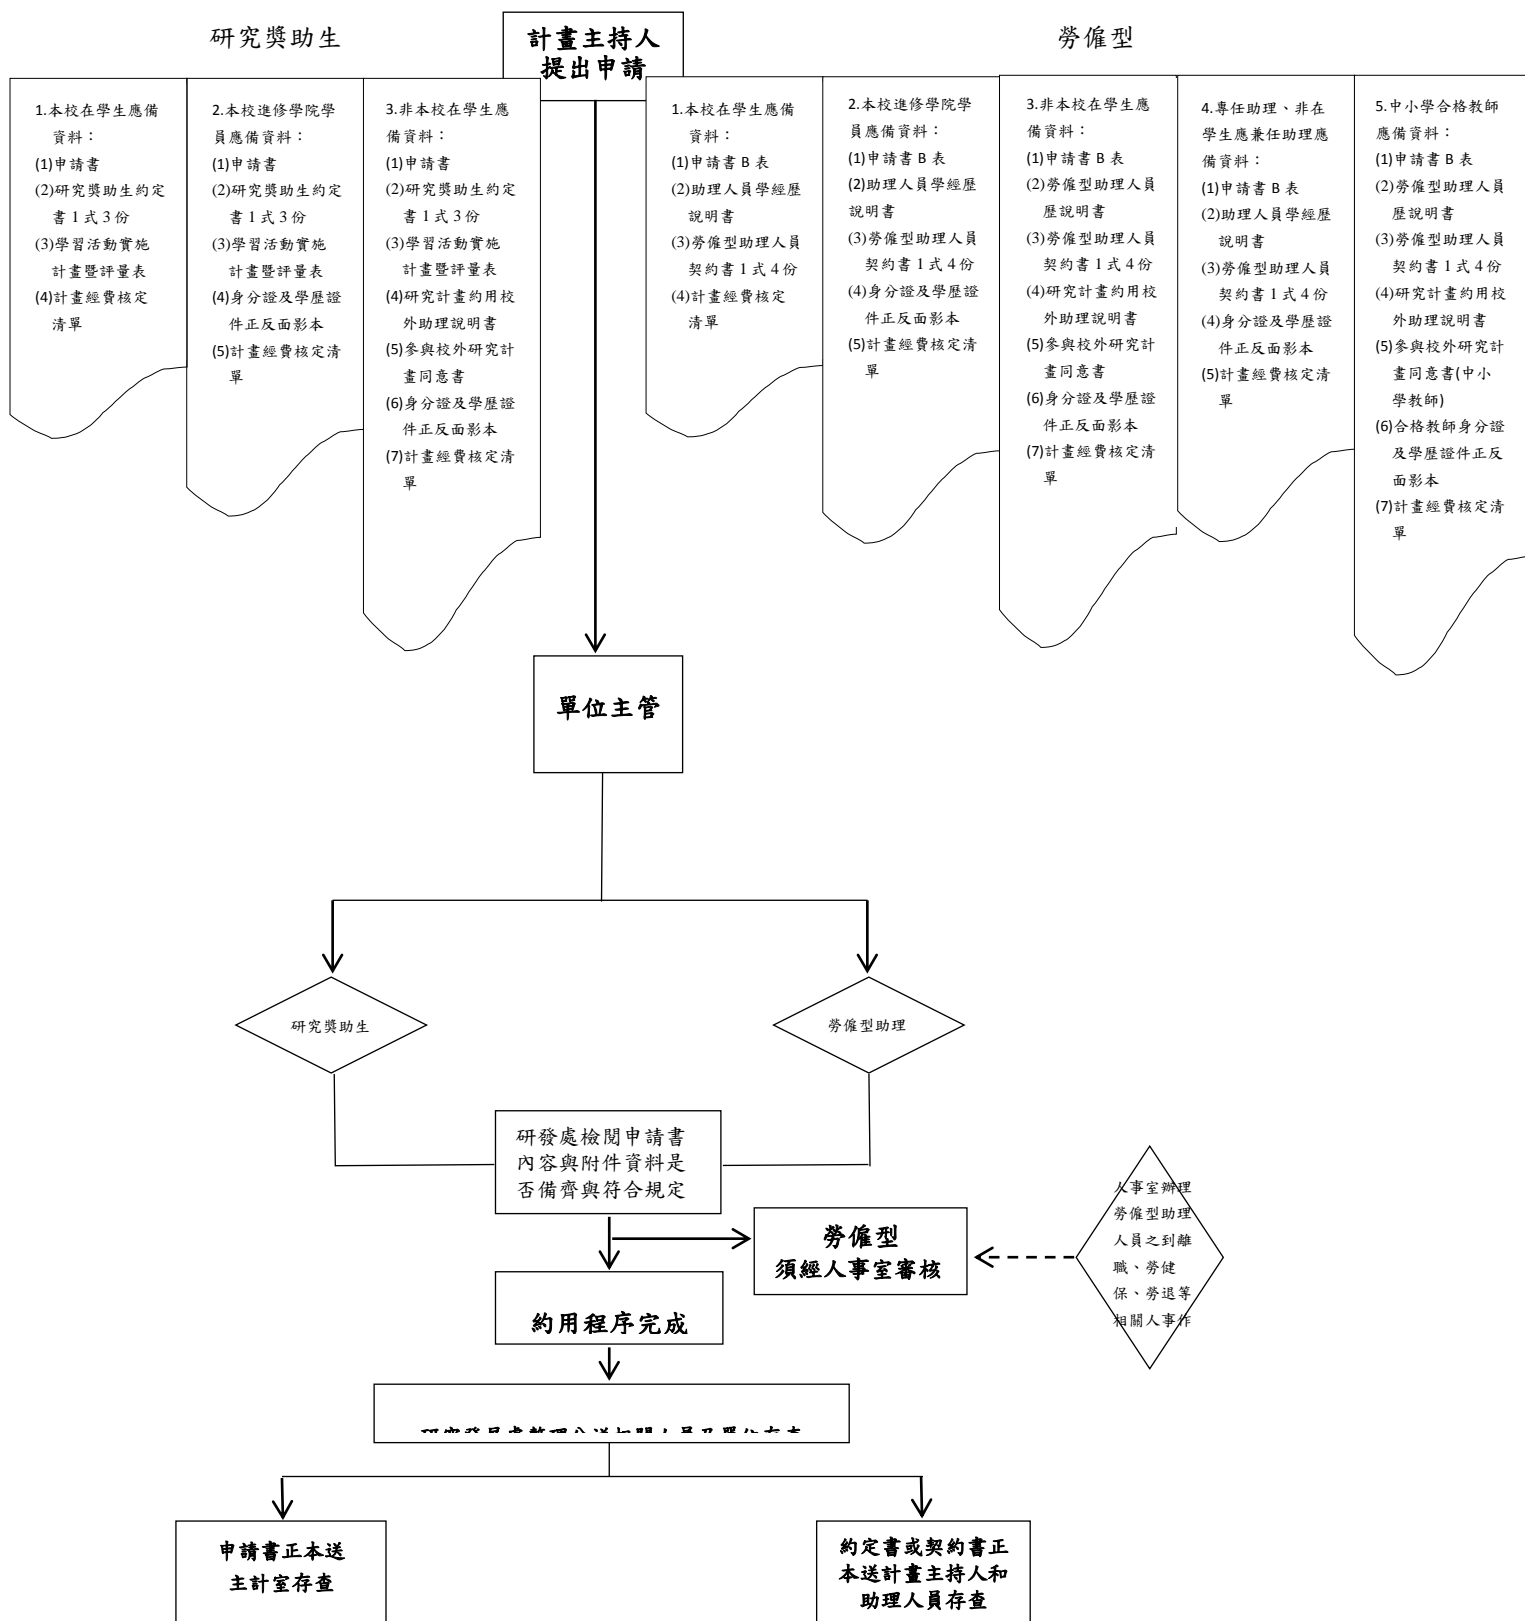 研究獎助生
計畫主持人
提出申請
勞僱型
1.本校在學生應備
資料：
(1)申請書
(2)研究獎助生約定
書 1 式 3 份
(3)學習活動實施
計畫暨評量表
(4)計畫經費核定
清單
2.本校進修學院學
員應備資料：
(1)申請書
(2)研究獎助生約定
書 1 式 3 份
(3)學習活動實施
計畫暨評量表
(4)身分證及學歷證
件正反面影本
(5)計畫經費核定清
單
3.非本校在學生應
備資料：
(1)申請書
(2)研究獎助生約定
書 1 式 3 份
(3)學習活動實施
計畫暨評量表
(4)研究計畫約用校
外助理說明書
(5)參與校外研究計
畫同意書
(6)身分證及學歷證
件正反面影本
(7)計畫經費核定清
單
1.本校在學生應備
資料：
(1)申請書 B 表
(2)助理人員學經歷
說明書
(3)勞僱型助理人員
契約書 1 式 4 份
(4)計畫經費核定
清單
2.本校進修學院學
員應備資料：
(1)申請書 B 表
(2)助理人員學經歷
說明書
(3)勞僱型助理人員
契約書 1 式 4 份
(4)身分證及學歷證
件正反面影本
(5)計畫經費核定清
單
3.非本校在學生應
備資料：
(1)申請書 B 表
(2)勞僱型助理人員
歷說明書
(3)勞僱型助理人員
契約書 1 式 4 份
(4)研究計畫約用校
外助理說明書
(5)參與校外研究計
畫同意書
(6)身分證及學歷證
件正反面影本
(7)計畫經費核定清
單
4.專任助理、非在
學生應兼任助理應
備資料：
(1)申請書 B 表
(2)助理人員學經歷
說明書
(3)勞僱型助理人員
契約書 1 式 4 份
(4)身分證及學歷證
件正反面影本
(5)計畫經費核定清
單
5.中小學合格教師
應備資料：
(1)申請書 B 表
(2)勞僱型助理人員
歷說明書
(3)勞僱型助理人員
契約書 1 式 4 份
(4)研究計畫約用校
外助理說明書
(5)參與校外研究計
畫同意書(中小
學教師)
(6)合格教師身分證
及學歷證件正反
面影本
(7)計畫經費核定清
單
單位主管
研究獎助生
勞僱型助理
研發處檢閱申請書
內容與附件資料是
否備齊與符合規定
勞僱型
須經人事室審核
人事室辦理
勞僱型助理
人員之到離
職、勞健
保、勞退等
相關人事作
約用程序完成
研究發展處整理分送相關人員及單位存查
申請書正本送
主計室存查
約定書或契約書正
本送計畫主持人和
助理人員存查